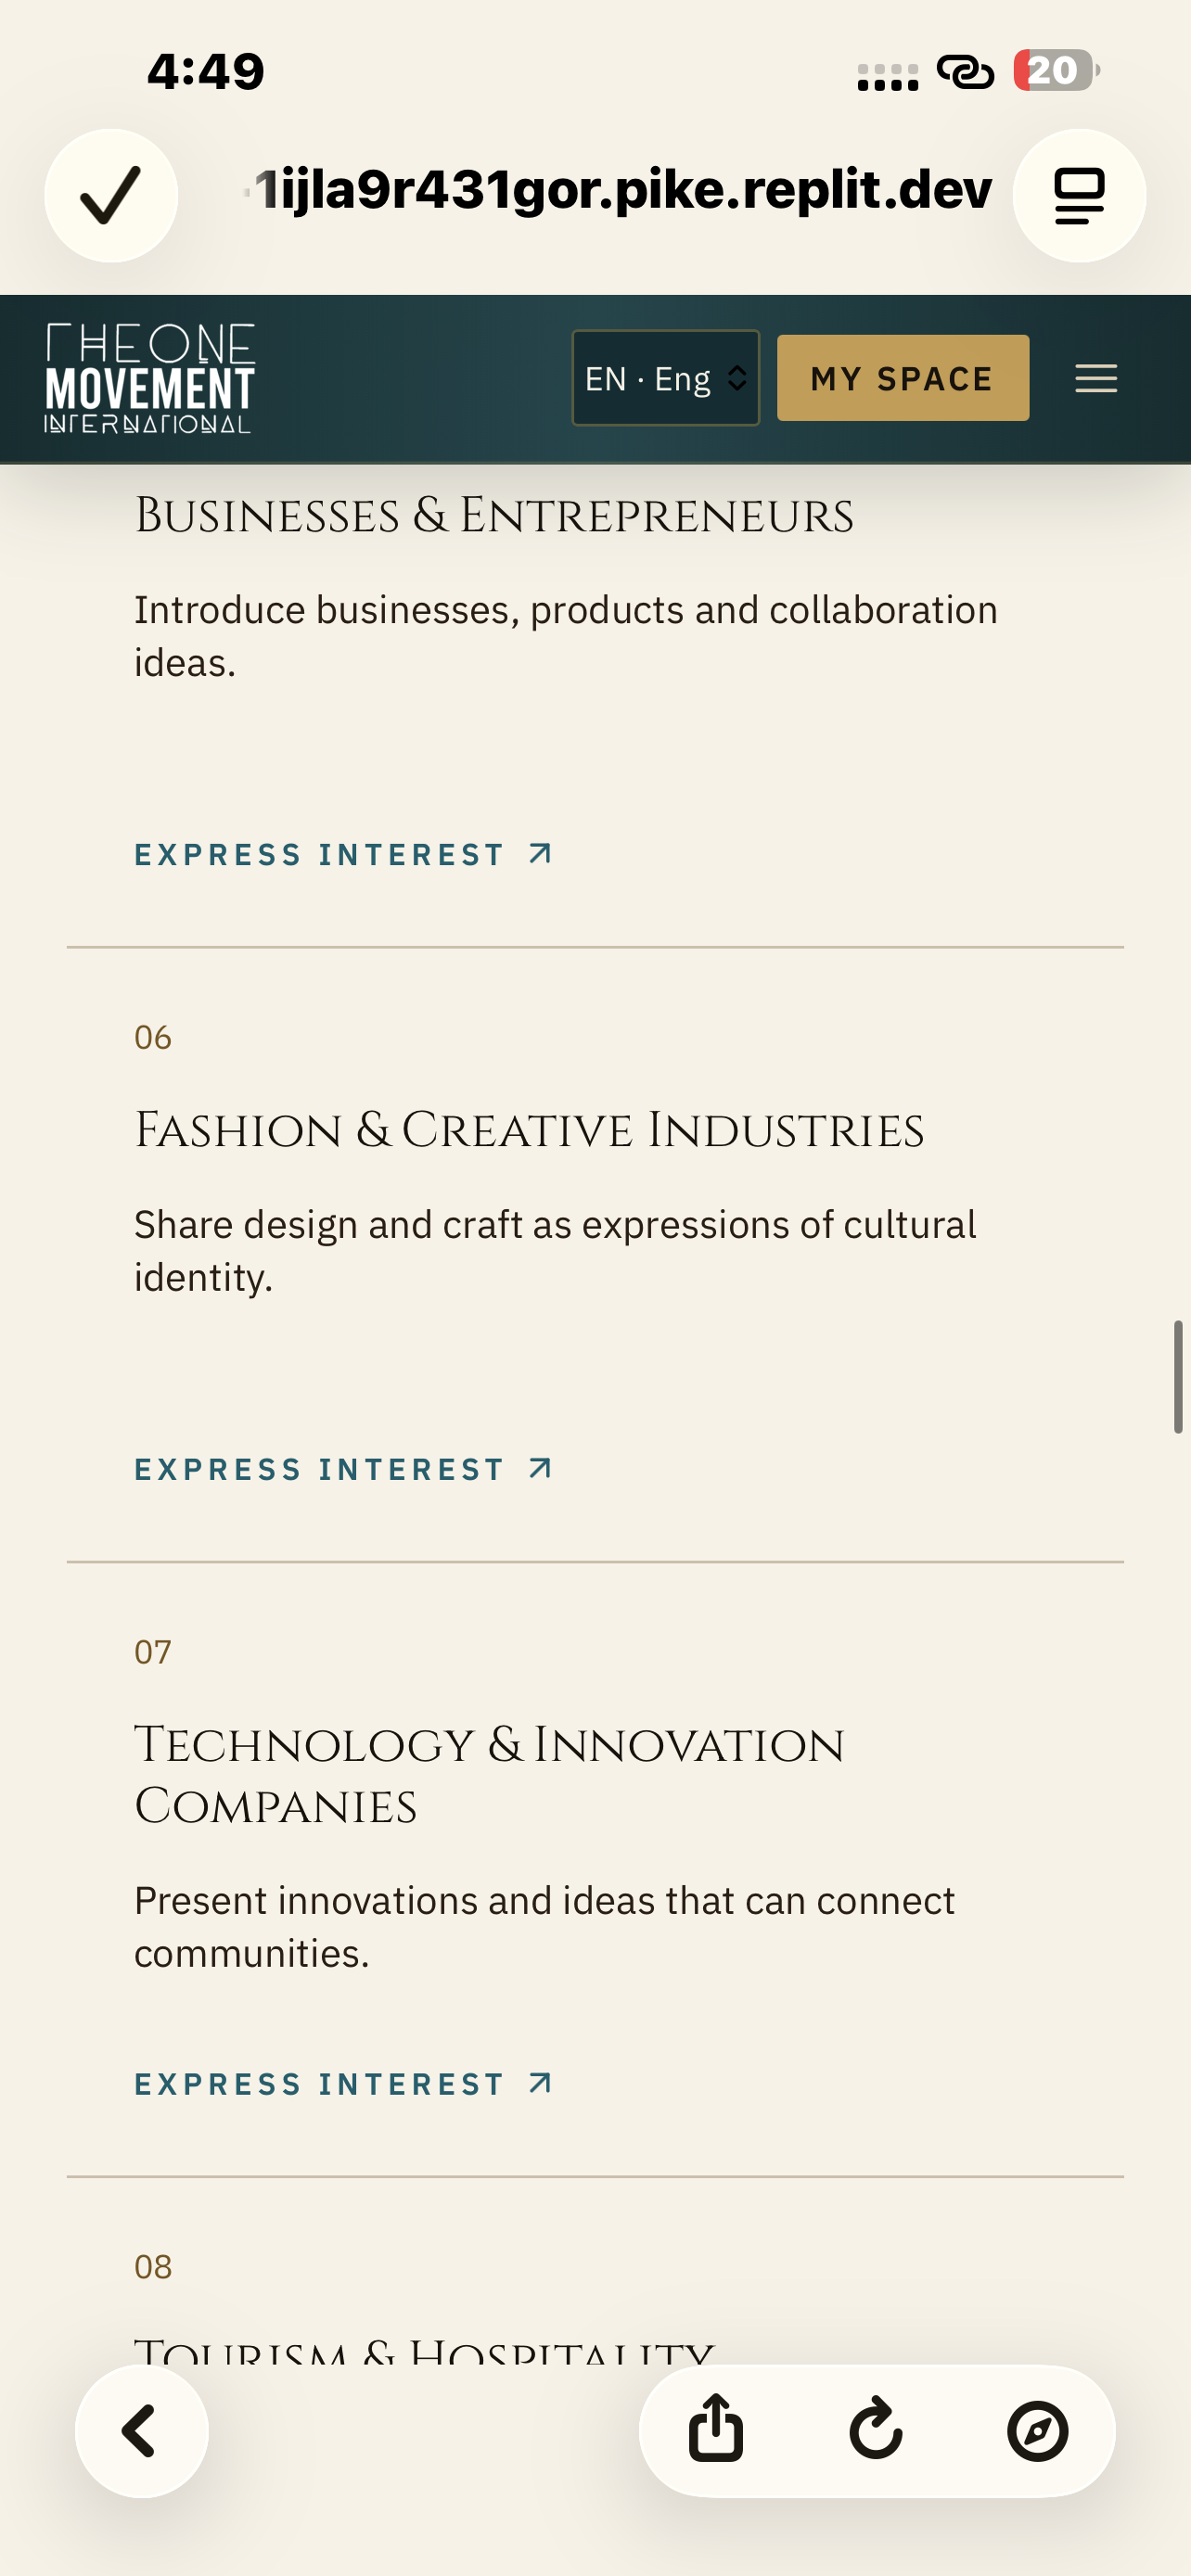 4:49
20
1ijla9r431gor.pike.replit.dev
THE ONE
MOVEMENT
INTERNATIONAL
EN · Eng
MY SPACE
Businesses & Entrepreneurs
Introduce businesses, products and collaboration
ideas.
EXPRESS INTEREST
06
Fashion & Creative Industries
Share design and craft as expressions of cultural
identity.
EXPRESS INTEREST
07
Technology & Innovation
Companies
Present innovations and ideas that can connect
communities.
EXPRESS INTEREST
08
Tourism & Hospitality